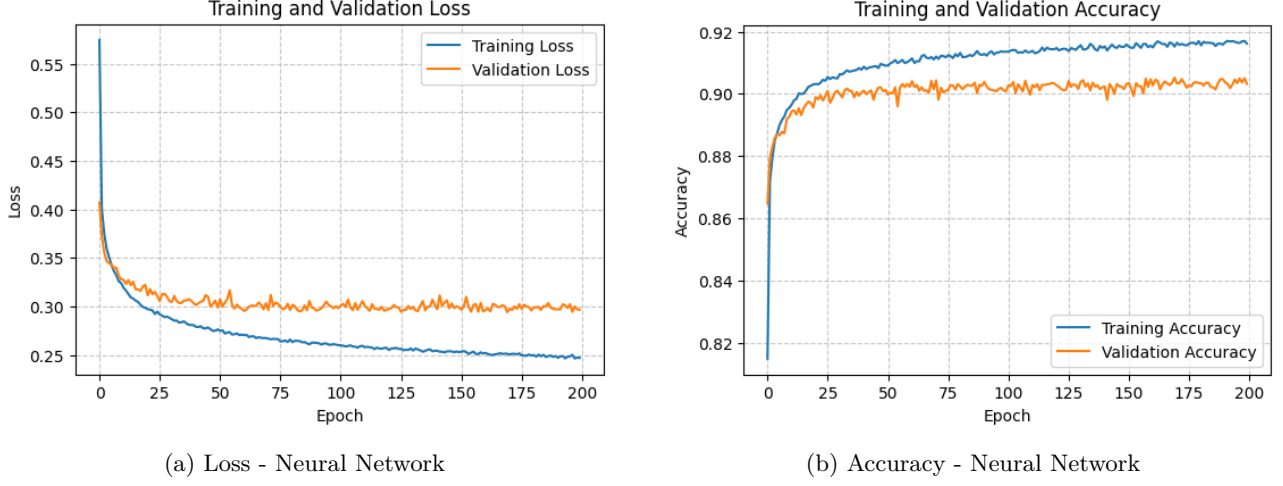 Training and Validation Loss
0.55
0.50
0.45
0.40
0.35
0.30
0.25
Loss
Training Loss
Validation Loss
0 25 50 75 100 125 150 175 200
Epoch
(a) Loss - Neural Network
Training and Validation Accuracy
0.92
0.90
0.88
0.86
0.84
0.82
Accuracy
Training Accuracy
Validation Accuracy
0 25 50 75 100 125 150 175 200
Epoch
(b) Accuracy - Neural Network